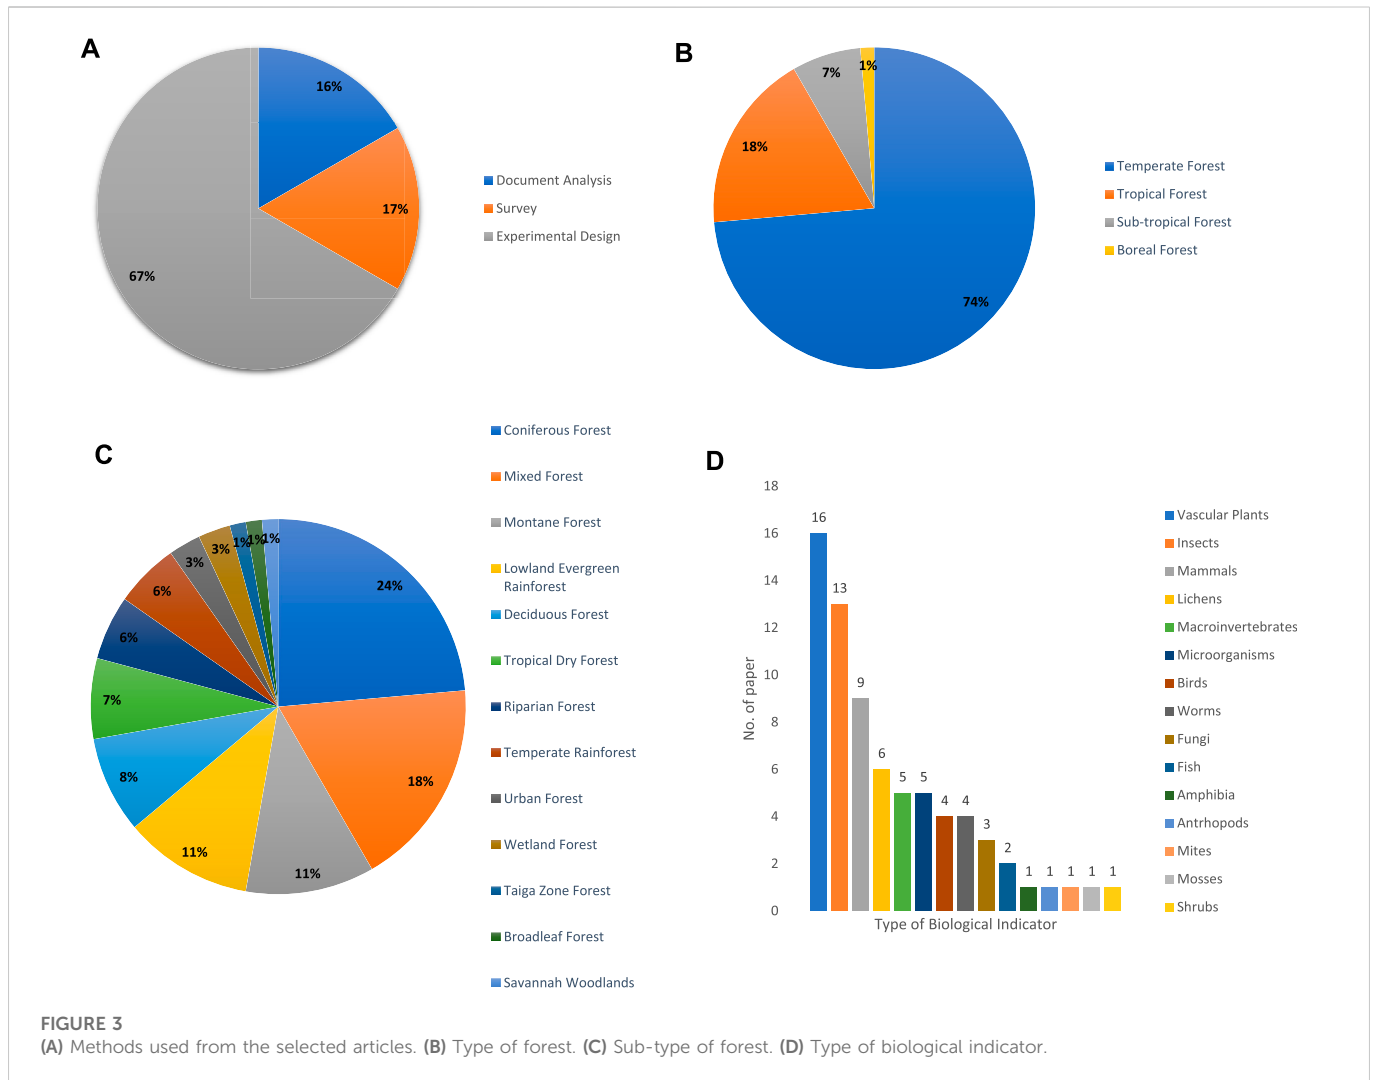 A
16%
17%
67%
Document Analysis
Survey
Experimental Design
B
1%
7%
18%
74%
Temperate Forest
Tropical Forest
Sub-tropical Forest
Boreal Forest
C
24%
18%
11%
11%
8%
7%
6%
6%
3%
3%
1%
1%
1%
Coniferous Forest
Mixed Forest
Montane Forest
Lowland Evergreen
Rainforest
Deciduous Forest
Tropical Dry Forest
Riparian Forest
Temperate Rainforest
Urban Forest
Wetland Forest
Taiga Zone Forest
Broadleaf Forest
Savannah Woodlands
D
No. of paper
18
16
14
12
10
8
6
4
2
0
16
13
9
6
5
5
4
4
3
2
1
1
1
1
1
Type of Biological Indicator
Vascular Plants
Insects
Mammals
Lichens
Macroinvertebrates
Microorganisms
Birds
Worms
Fungi
Fish
Amphibia
Antrhopods
Mites
Mosses
Shrubs
FIGURE 3
(A) Methods used from the selected articles. (B) Type of forest. (C) Sub-type of forest. (D) Type of biological indicator.